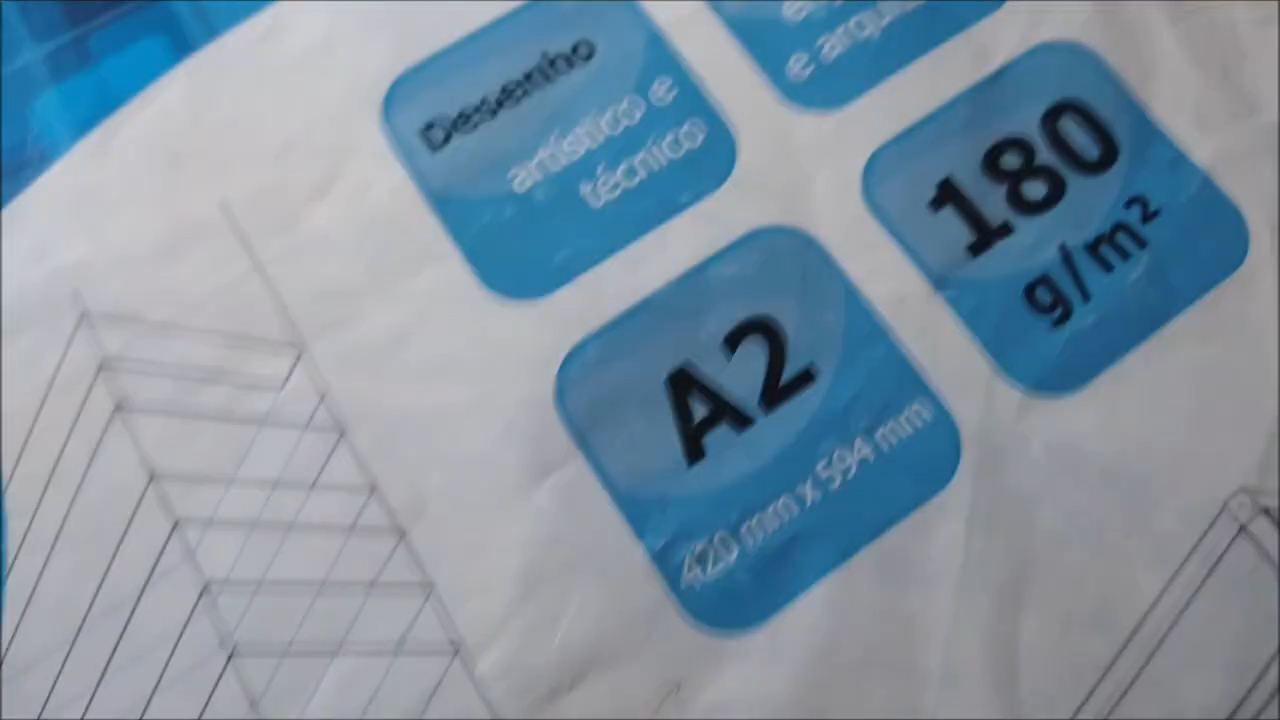 Desenho
artístico e
técnico
180
g/m²
A2
420 mm x 594 mm